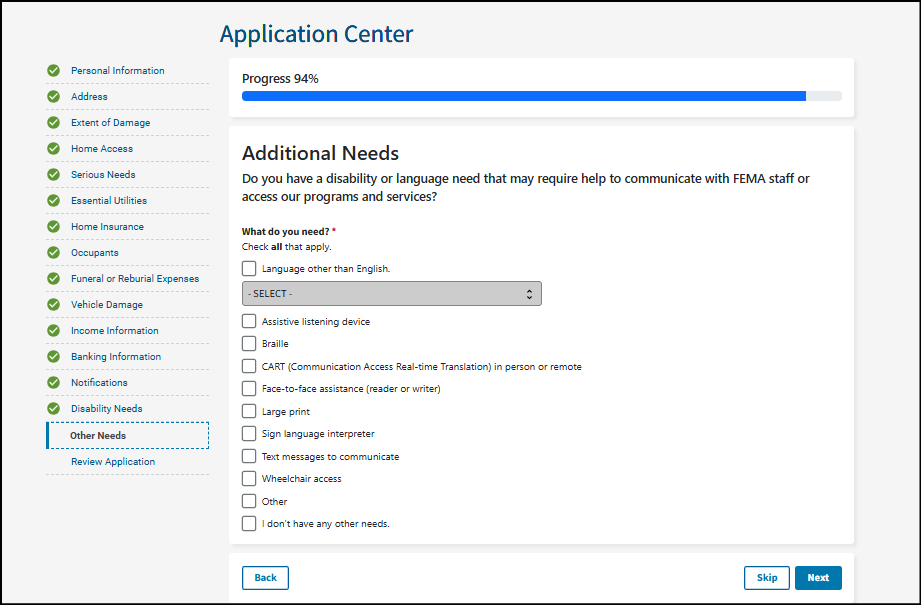 Application Center
Personal Information
Address
Extent of Damage
Home Access
Serious Needs
Essential Utilities
Home Insurance
Occupants
Funeral or Reburial Expenses
Vehicle Damage
Income Information
Banking Information
Notifications
Disability Needs
Other Needs
Review Application
Progress 94%
Additional Needs
Do you have a disability or language need that may require help to communicate with FEMA staff or
access our programs and services?
What do you need? *
Check all that apply.
Language other than English.
- SELECT -
Assistive listening device
Braille
CART (Communication Access Real-time Translation) in person or remote
Face-to-face assistance (reader or writer)
Large print
Sign language interpreter
Text messages to communicate
Wheelchair access
Other
I don't have any other needs.
Back
Skip
Next